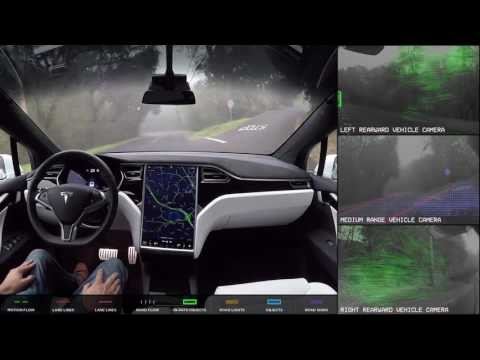 LEFT REARWARD VEHICLE CAMERA
MEDIUM RANGE VEHICLE CAMERA
RIGHT REARWARD VEHICLE CAMERA
MOTION FLOW
LANE LINES
LANE LINES
ROAD FLOW
IN-PATH OBJECTS
ROAD LIGHTS
OBJECTS
ROAD SIGNS